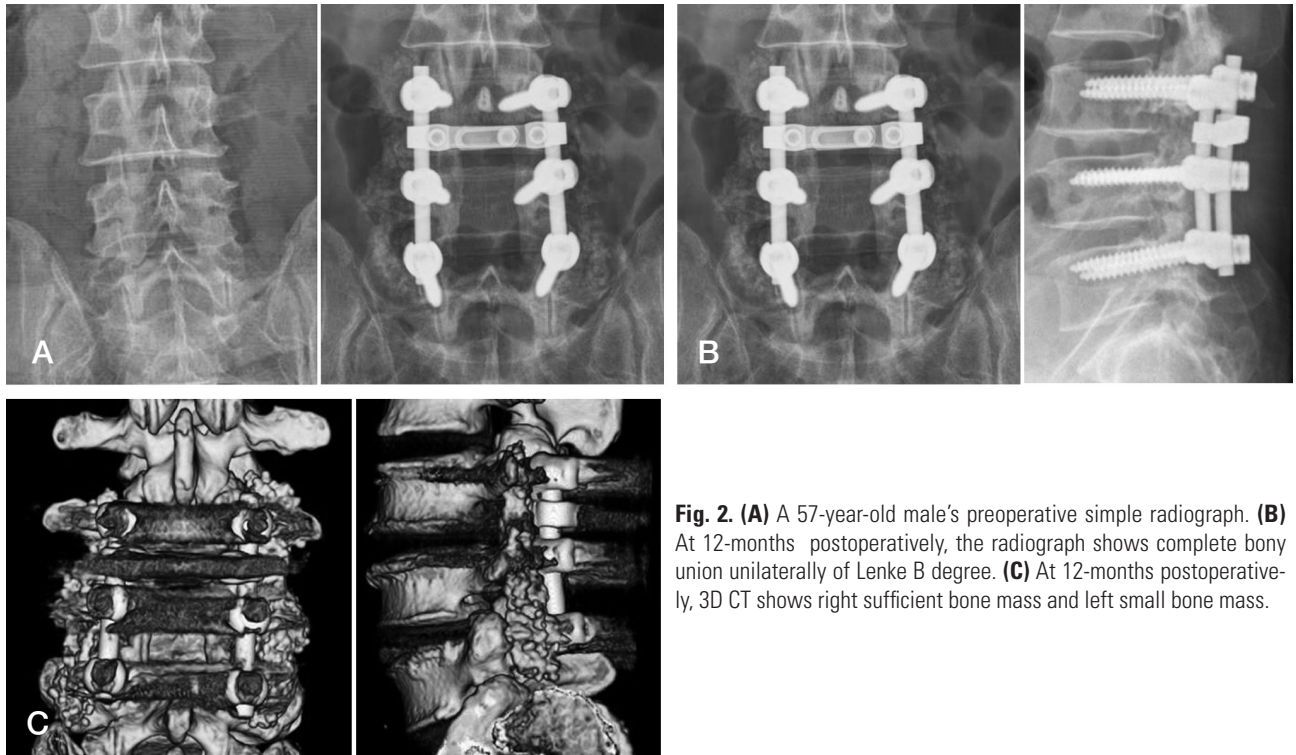 A
B
C
Fig. 2. (A) A 57-year-old male's preoperative simple radiograph. (B)
At 12-months postoperatively, the radiograph shows complete bony
union unilaterally of Lenke B degree. (C) At 12-months postoperative-
ly, 3D CT shows right sufficient bone mass and left small bone mass.